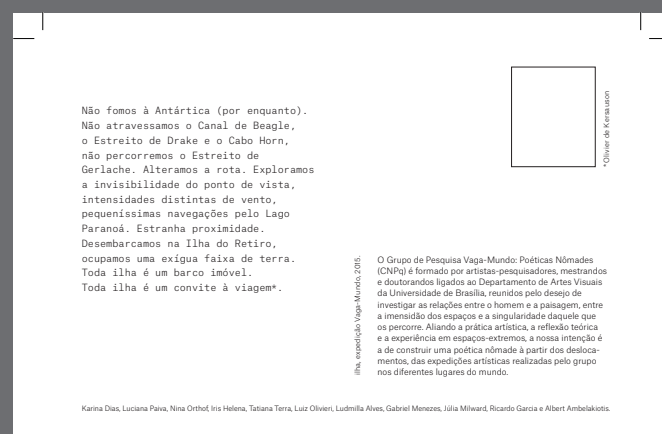 Não fomos à Antártica (por enquanto).
Não atravessamos o Canal de Beagle,
o Estreito de Drake e o Cabo Horn,
não percorremos o Estreito de
Gerlache. Alteramos a rota. Exploramos
a invisibilidade do ponto de vista,
intensidades distintas de vento,
pequeníssimas navegações pelo Lago
Paranoá. Estranha proximidade.
Desembarcamos na Ilha do Retiro,
ocupamos uma exígua faixa de terra.
Toda ilha é um barco imóvel.
Toda ilha é um convite à viagem*.
*Olivier de Kersauson
ilha, expedição Vaga-Mundo, 2015.
O Grupo de Pesquisa Vaga-Mundo: Poéticas Nômades
(CNPq) é formado por artistas-pesquisadores, mestrandos
e doutorandos ligados ao Departamento de Artes Visuais
da Universidade de Brasília, reunidos pelo desejo de
investigar as relações entre o homem e a paisagem, entre
a imensidão dos espaços e a singularidade daquele que
os percorre. Aliando a prática artística, a reflexão teórica
e a experiência em espaços-extremos, a nossa intenção é
a de construir uma poética nômade à partir dos desloca-
mentos, das expedições artísticas realizadas pelo grupo
nos diferentes lugares do mundo.
Karina Dias, Luciana Paiva, Nina Orthof, Iris Helena, Tatiana Terra, Luiz Olivieri, Ludmilla Alves, Gabriel Menezes, Júlia Milward, Ricardo Garcia e Albert Ambelakiotis.